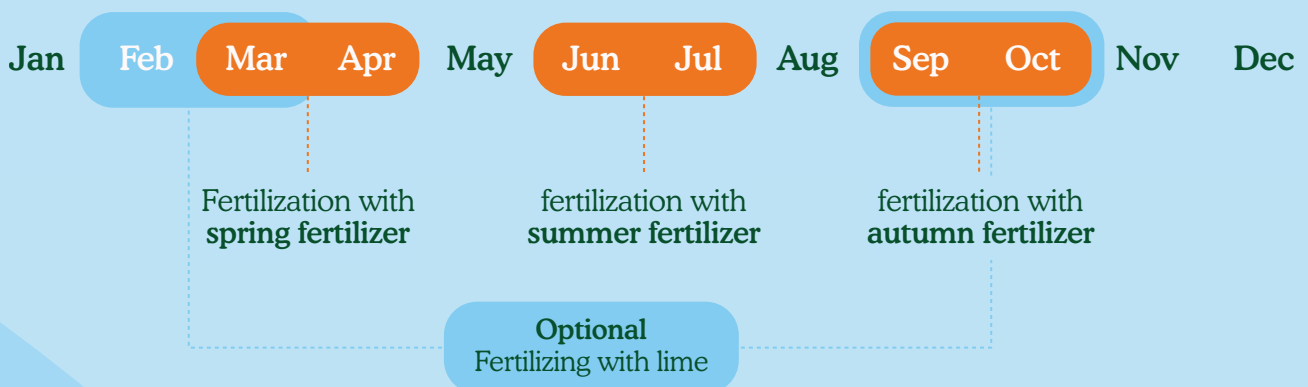 Jan Feb Mar Apr May Jun Jul Aug Sep Oct Nov Dec
Fertilization with
spring fertilizer
fertilization with
summer fertilizer
fertilization with
autumn fertilizer
Optional
Fertilizing with lime